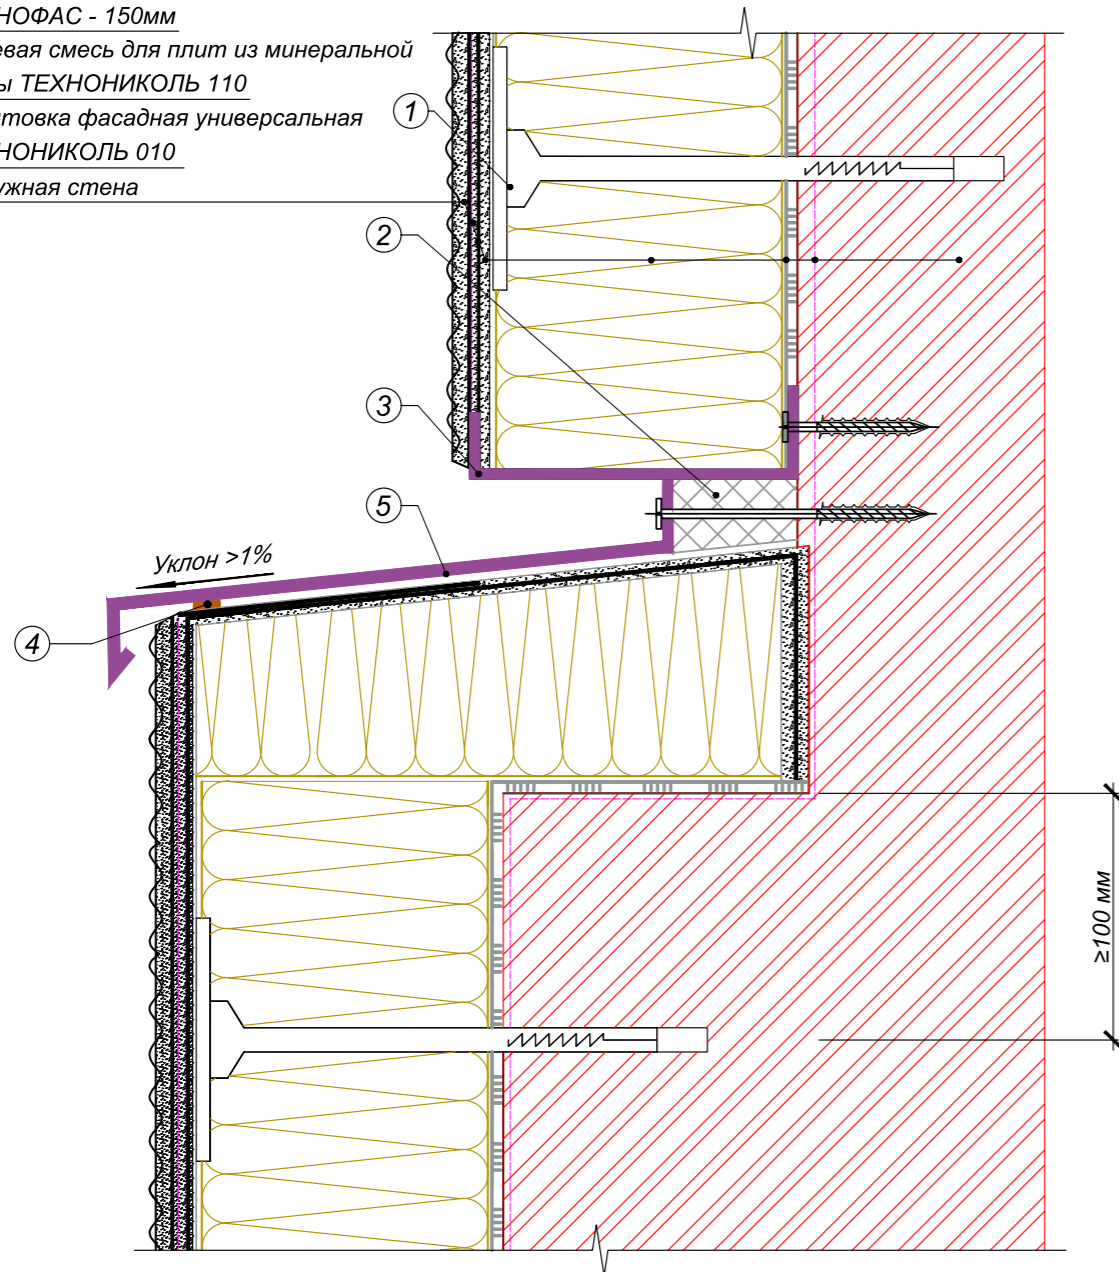 НОФАС - 150мм
евая смесь для плит из минеральной
ы ТЕХНОНИКОЛЬ 110
товка фасадная универсальная
НОНИКОЛЬ 010
ужная стена
1
2
3
5
Уклон >1%
4
≥100 мм